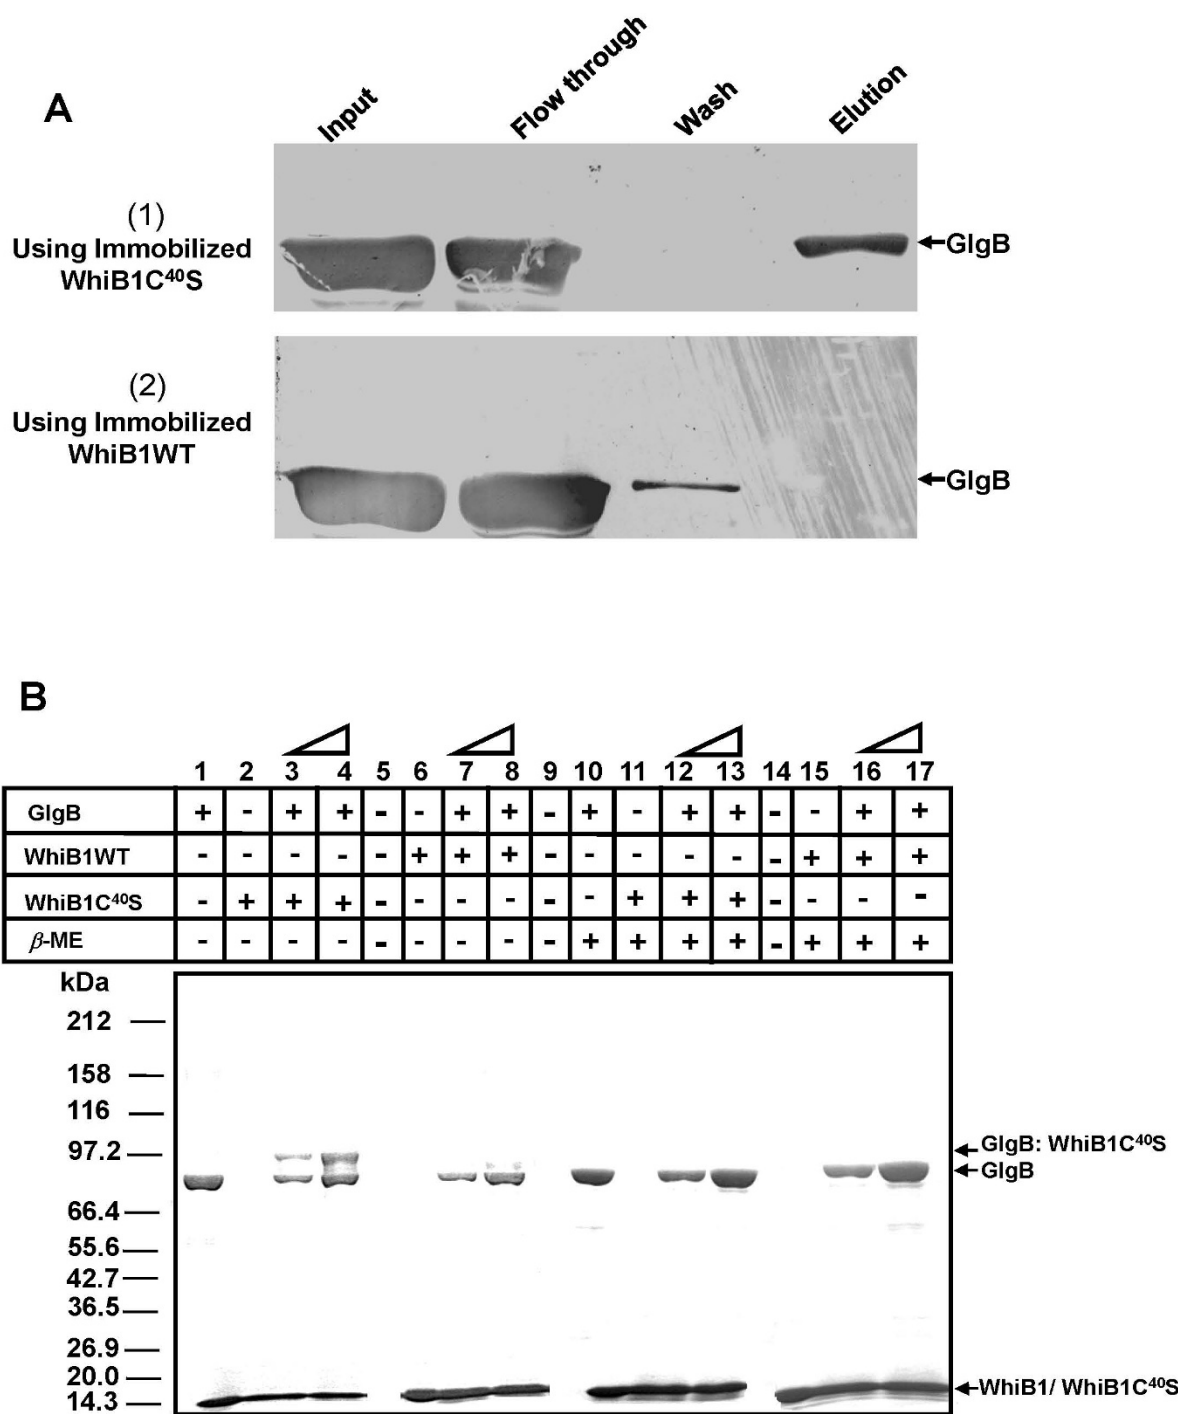 A
Input
Flow through
Wash
Elution
(1)
Using Immobilized
WhiB1C⁴⁰S
GlgB
(2)
Using Immobilized
WhiB1WT
GlgB
B
1 2 3 4 5 6 7 8 9 10 11 12 13 14 15 16 17
GlgB + - + + - - + + - + - + + - - + +
WhiB1WT - - - - - + + + - - - - - - + + +
WhiB1C⁴⁰S - + + + - - - - - - + + + - - - -
β-ME - - - - - - - - - + + + + - + + +
kDa
212
158
116
97.2
GlgB: WhiB1C⁴⁰S
GlgB
66.4
55.6
42.7
36.5
26.9
20.0
WhiB1/ WhiB1C⁴⁰S
14.3